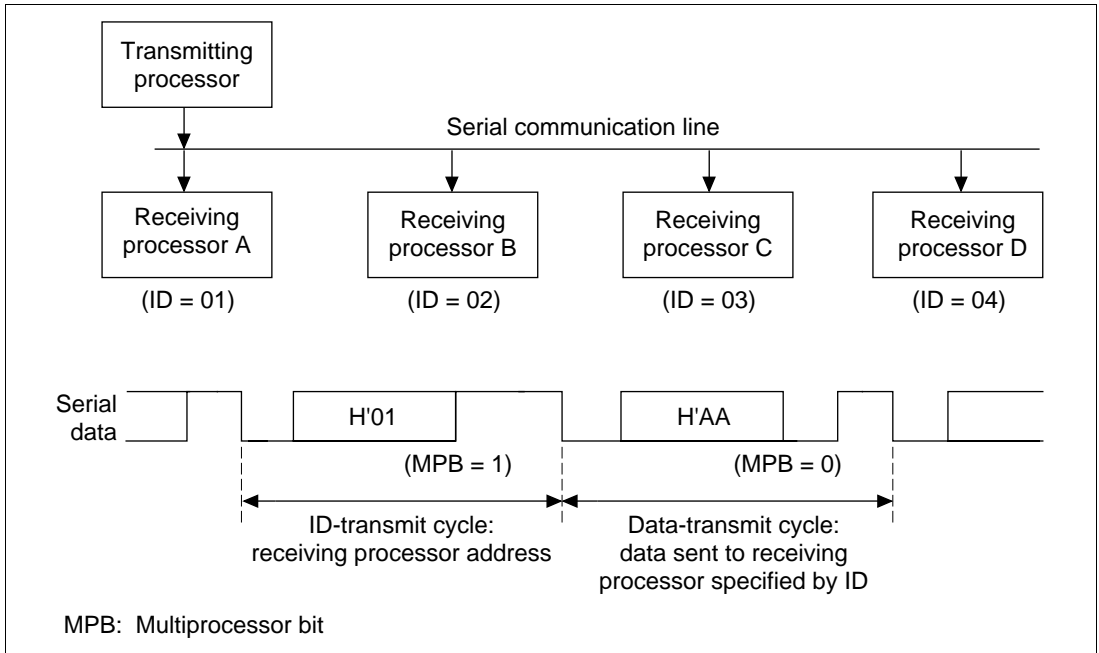 Transmitting
processor
Serial communication line
Receiving
processor A
Receiving
processor B
Receiving
processor C
Receiving
processor D
(ID = 01)
(ID = 02)
(ID = 03)
(ID = 04)
Serial
data
H'01
H'AA
(MPB = 1)
(MPB = 0)
ID-transmit cycle:
receiving processor address
Data-transmit cycle:
data sent to receiving
processor specified by ID
MPB: Multiprocessor bit